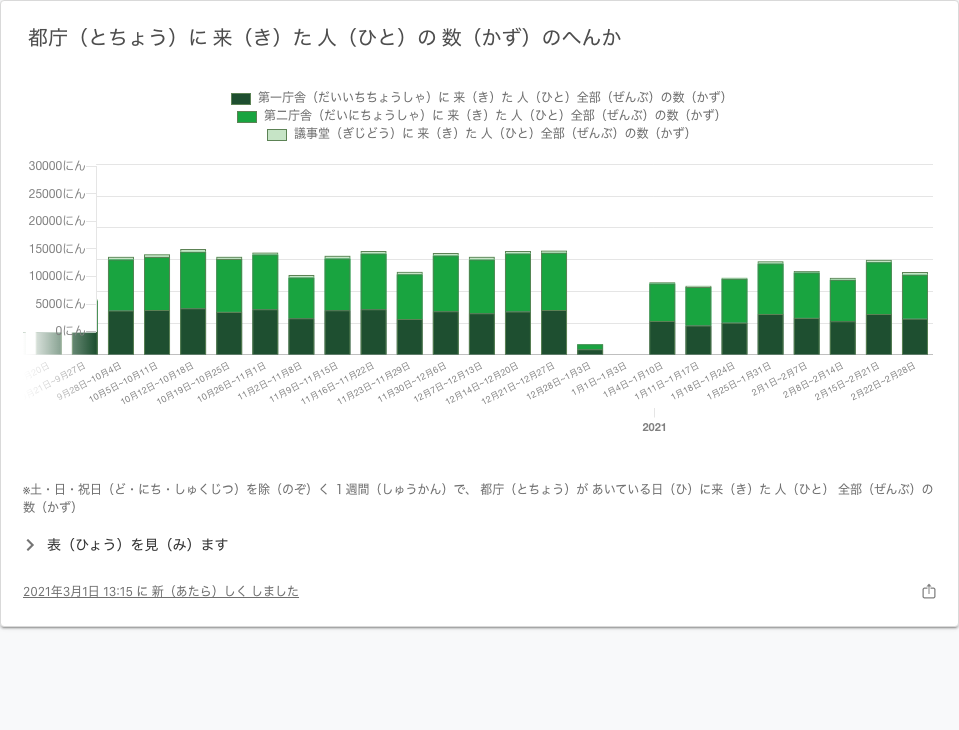 都庁（とちょう）に 来（き）た 人（ひと）の 数（かず）のへんか
第一庁舎（だいいちちょうしゃ）に 来（き）た 人（ひと）全部（ぜんぶ）の数（かず）
第二庁舎（だいにちょうしゃ）に 来（き）た 人（ひと）全部（ぜんぶ）の数（かず）
議事堂（ぎじどう）に 来（き）た 人（ひと）全部（ぜんぶ）の数（かず）
30000にん
25000にん
20000にん
15000にん
10000にん
5000にん
0にん
21日~9月27日
9月28日~10月4日
10月5日~10月11日
10月12日~10月18日
10月19日~10月25日
10月26日~11月1日
11月2日~11月8日
11月9日~11月15日
11月16日~11月22日
11月23日~11月29日
11月30日~12月6日
12月7日~12月13日
12月14日~12月20日
12月21日~12月27日
12月28日~1月3日
1月1日~1月3日
1月4日~1月10日
1月11日~1月17日
1月18日~1月24日
1月25日~1月31日
2月1日~2月7日
2月8日~2月14日
2月15日~2月21日
2月22日~2月28日
2021
※土・日・祝日（ど・にち・しゅくじつ）を除（のぞ）く １週間（しゅうかん）で、 都庁（とちょう）が あいている日（ひ）に来（き）た 人（ひと） 全部（ぜんぶ）の
数（かず）
表（ひょう）を見（み）ます
2021年3月1日 13:15 に 新（あたら）しく しました